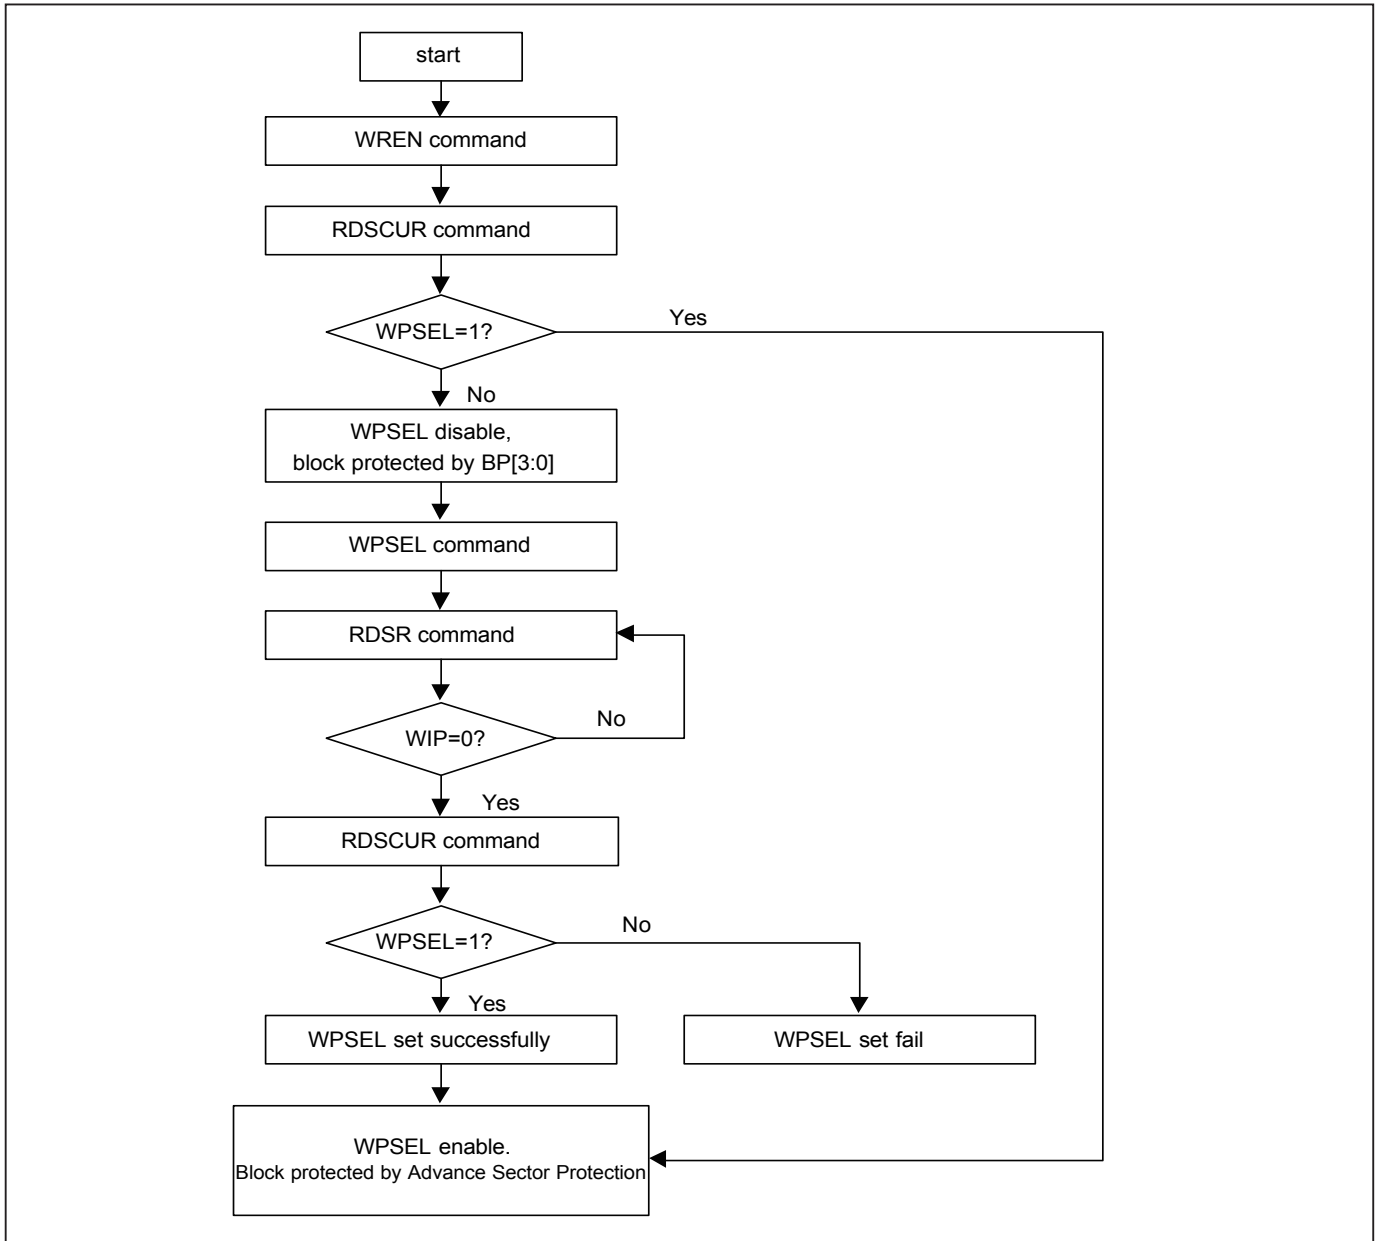 start
WREN command
RDSCUR command
WPSEL=1?
Yes
No
WPSEL disable,
block protected by BP[3:0]
WPSEL command
RDSR command
WIP=0?
No
Yes
RDSCUR command
WPSEL=1?
No
Yes
WPSEL set successfully
WPSEL set fail
WPSEL enable.
Block protected by Advance Sector Protection